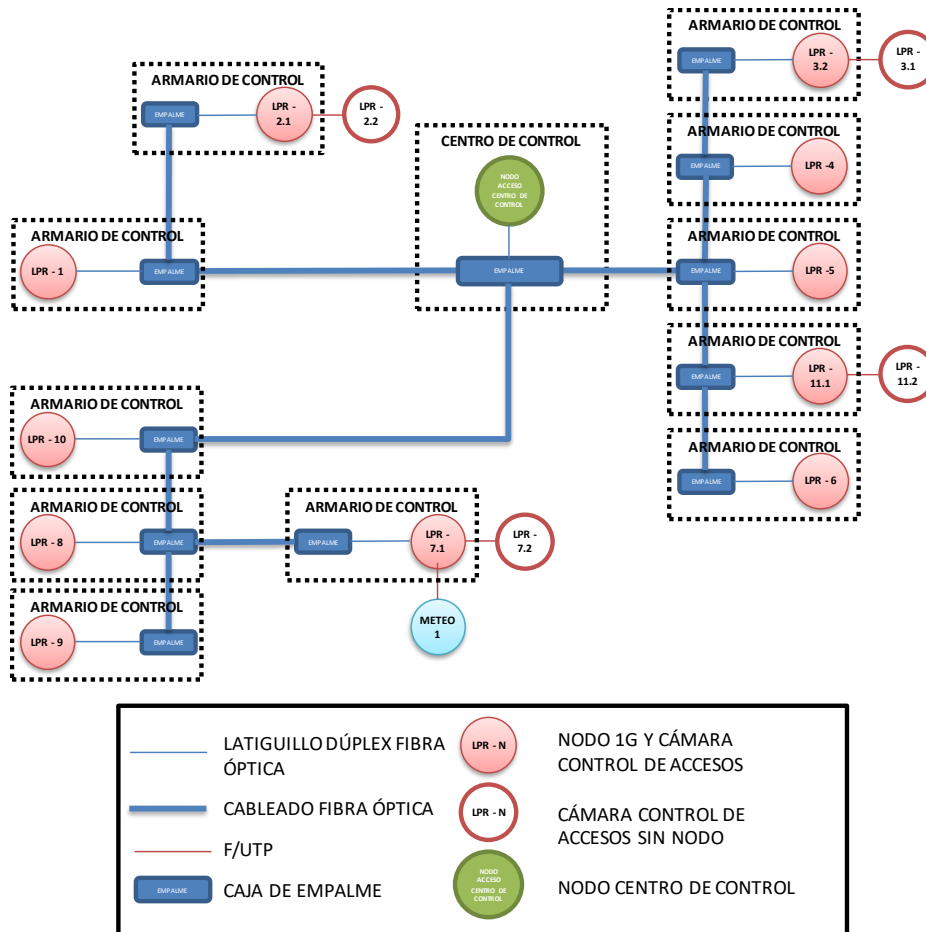 ARMARIO DE CONTROL
EMPALME
LPR -
2.1
LPR -
2.2
ARMARIO DE CONTROL
LPR - 1
EMPALME
CENTRO DE CONTROL
NODO
ACCESO
CENTRO DE
CONTROL
EMPALME
ARMARIO DE CONTROL
EMPALME
LPR -
3.2
LPR -
3.1
ARMARIO DE CONTROL
EMPALME
LPR -4
ARMARIO DE CONTROL
EMPALME
LPR -5
ARMARIO DE CONTROL
EMPALME
LPR -
11.1
LPR -
11.2
ARMARIO DE CONTROL
EMPALME
LPR - 6
ARMARIO DE CONTROL
LPR - 10
EMPALME
ARMARIO DE CONTROL
LPR - 8
EMPALME
ARMARIO DE CONTROL
EMPALME
LPR -
7.1
LPR -
7.2
METEO
1
ARMARIO DE CONTROL
LPR - 9
EMPALME
LATIGUILLO DÚPLEX FIBRA
ÓPTICA
CABLEADO FIBRA ÓPTICA
F/UTP
EMPALME
CAJA DE EMPALME
LPR - N
NODO 1G Y CÁMARA
CONTROL DE ACCESOS
LPR - N
CÁMARA CONTROL DE
ACCESOS SIN NODO
NODO
ACCESO
CENTRO DE
CONTROL
NODO CENTRO DE CONTROL